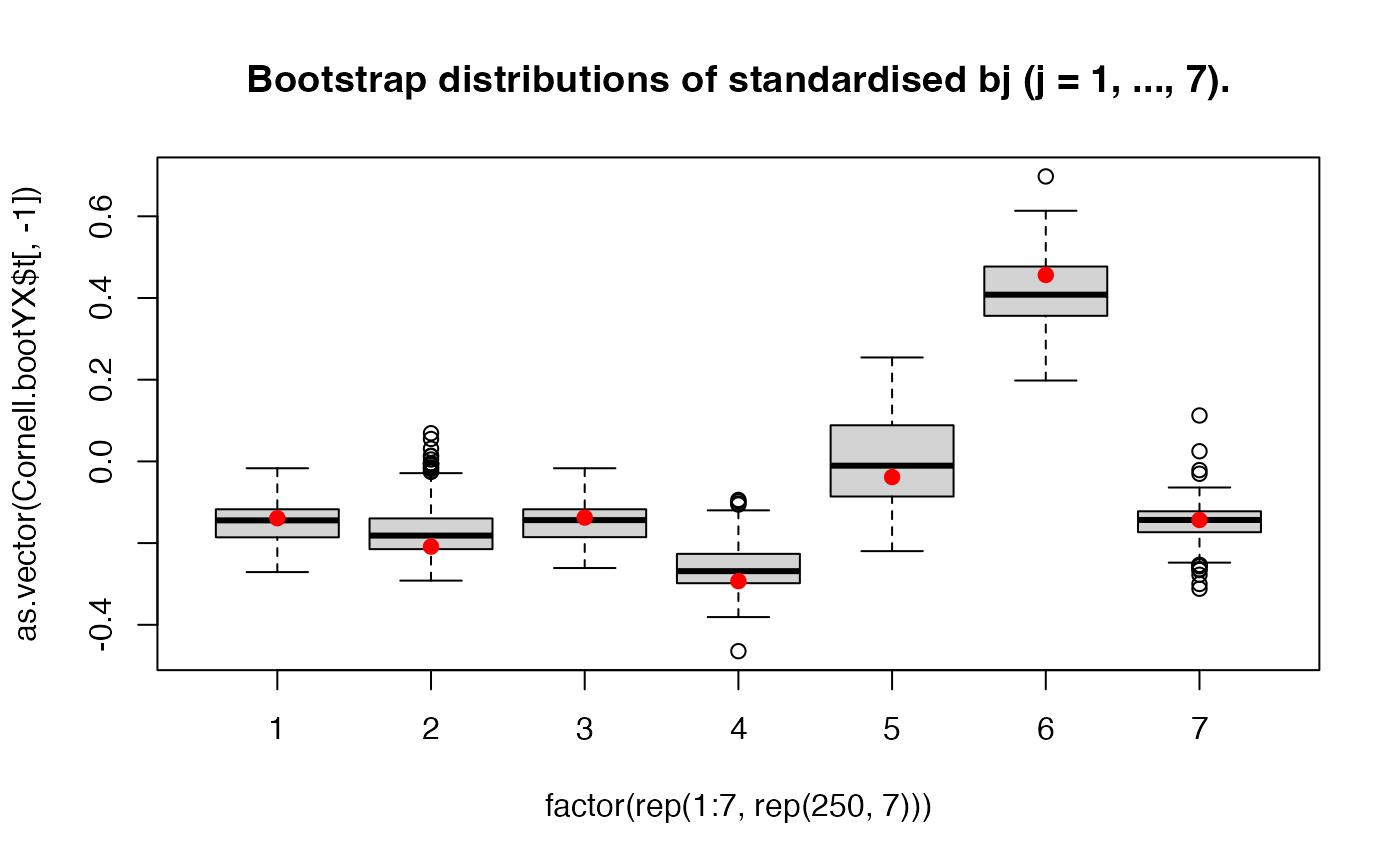 Bootstrap distributions of standardised bj (j = 1, ..., 7).
as.vector(Cornell.bootYX$t[, -1])
0.6
0.4
0.2
0.0
-0.4
1 2 3 4 5 6 7
factor(rep(1:7, rep(250, 7)))